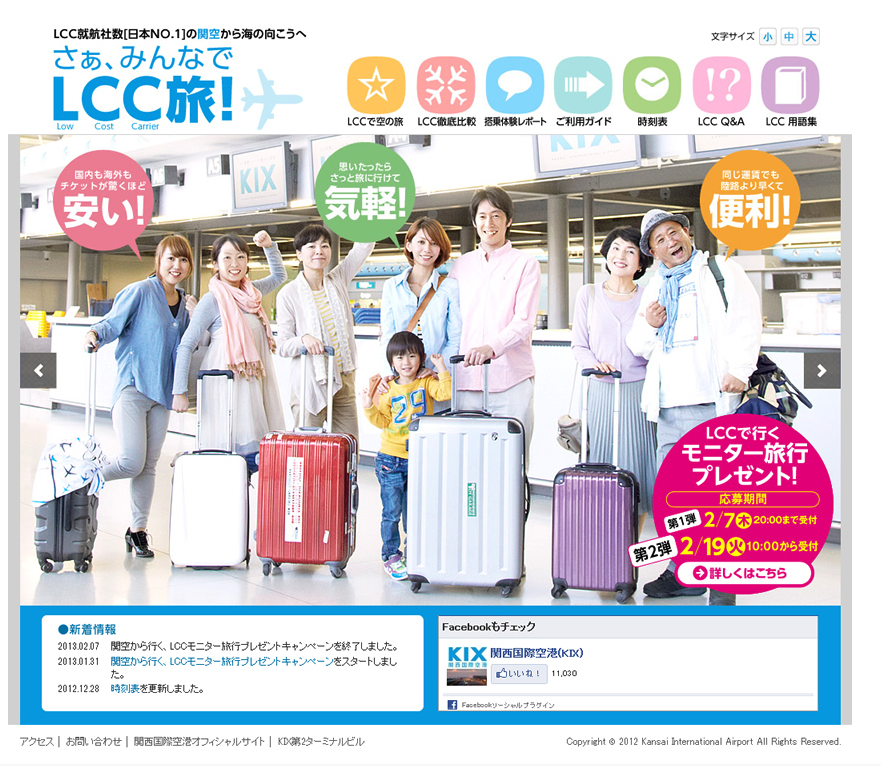 LCC就航社数[日本NO.1]の関空から海の向こうへ
さぁ、みんなで
LCC旅!
Low Cost Carrier
文字サイズ 小 中 大
!?
LCCで空の旅 LCC徹底比較 搭乗体験レポート ご利用ガイド 時刻表 LCC Q&A LCC 用語集
国内も海外も
チケットが驚くほど
安い!
思いたったら
さっと旅に行けて
気軽!
同じ運賃でも
陸路より早くて
便利!
KIX
KIX
29
LCCで行く
モニター旅行
プレゼント!
応募期間
第1弾 2/7木 20:00まで受付
第2弾 2/19火 10:00から受付
詳しくはこちら
●新着情報
2013.02.07 関空から行く、LCCモニター旅行プレゼントキャンペーンを終了しました。
2013.01.31 関空から行く、LCCモニター旅行プレゼントキャンペーンをスタートしまし
た。
2012.12.28 時刻表を更新しました。
Facebookもチェック
KIX
関西国際空港
関西国際空港(KIX)
いいね! 11,030
Facebookソーシャルプラグイン
アクセス | お問い合わせ | 関西国際空港オフィシャルサイト | KIX第2ターミナルビル
Copyright © 2012 Kansai International Airport All Rights Reserved.